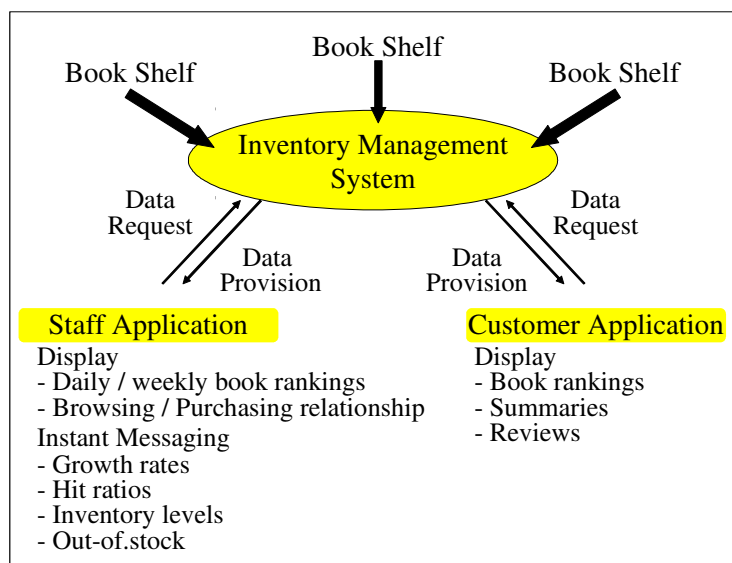 Book Shelf
Book Shelf
Book Shelf
Inventory Management
System
Data
Request
Data
Provision
Data
Provision
Data
Request
Staff Application
Display
- Daily / weekly book rankings
- Browsing / Purchasing relationship
Instant Messaging
- Growth rates
- Hit ratios
- Inventory levels
- Out-of.stock
Customer Application
Display
- Book rankings
- Summaries
- Reviews